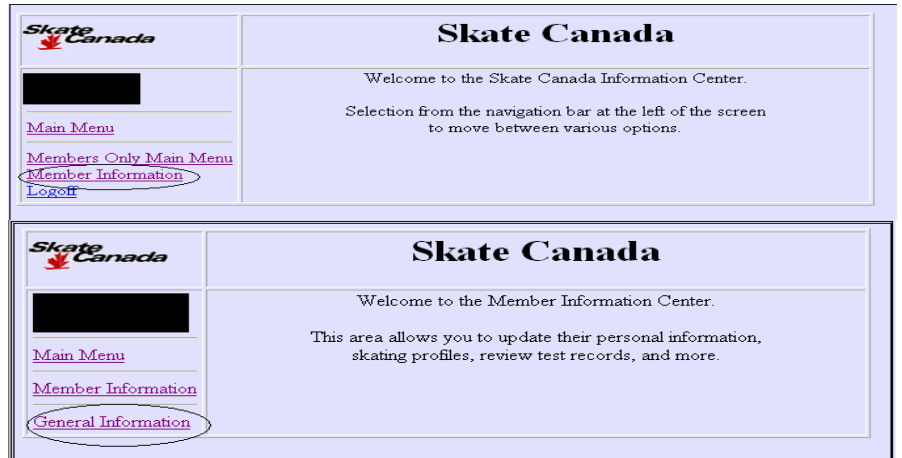 Skate
Canada
Skate Canada
Welcome to the Skate Canada Information Center.
Selection from the navigation bar at the left of the screen
to move between various options.
Main Menu
Members Only Main Menu
Member Information
Logoff
Skate
Canada
Skate Canada
Welcome to the Member Information Center.
This area allows you to update their personal information,
skating profiles, review test records, and more.
Main Menu
Member Information
General Information